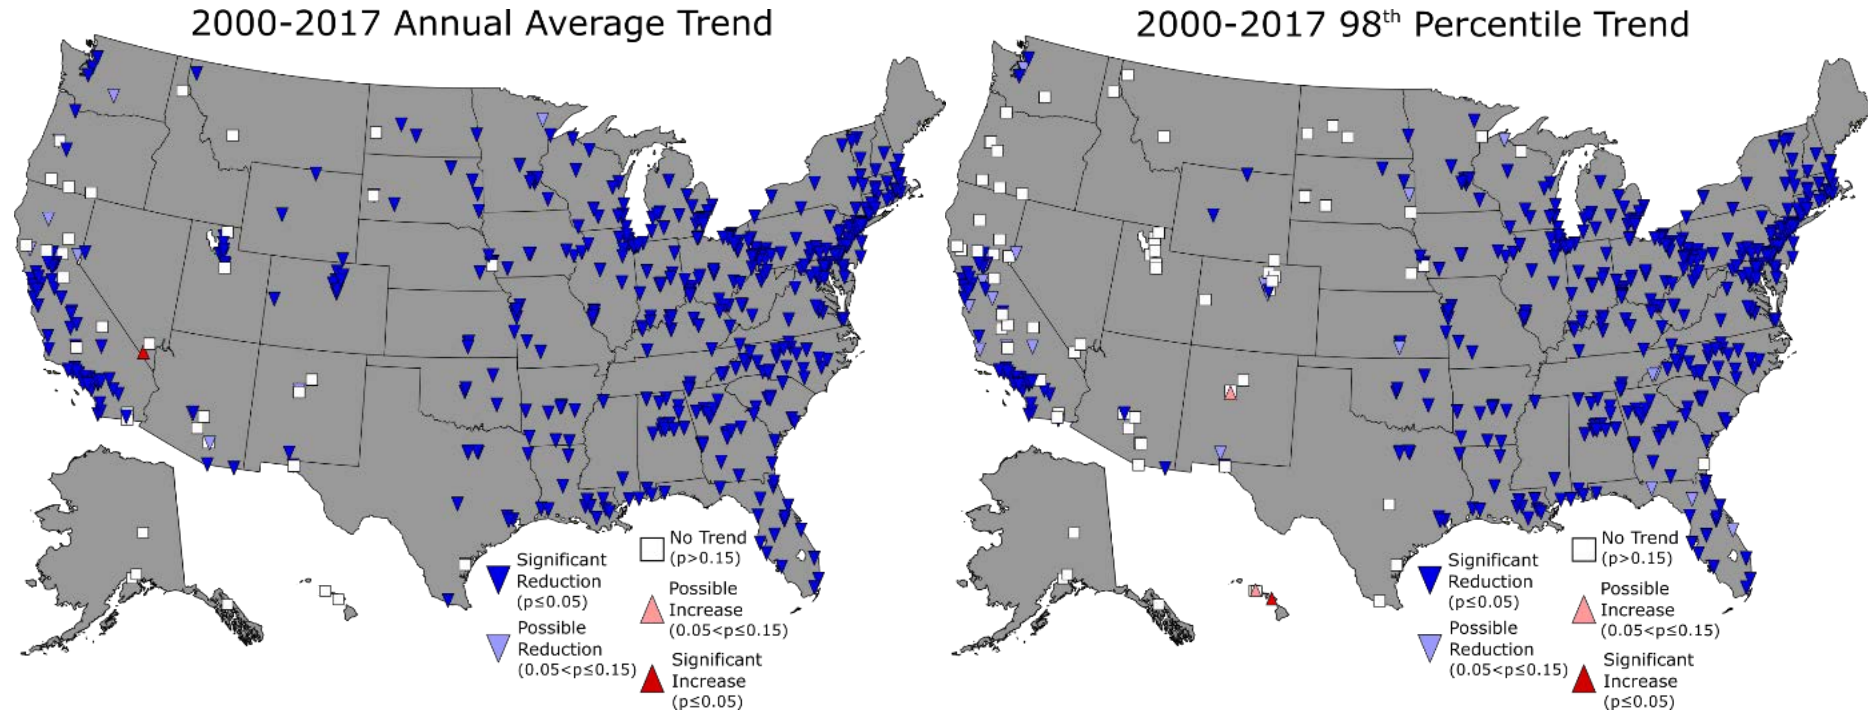 2000-2017 Annual Average Trend
2000-2017 98th Percentile Trend
Significant
Reduction
(p≤0.05)
Possible
Reduction
(0.05<p≤0.15)
No Trend
(p>0.15)
Possible
Increase
(0.05<p≤0.15)
Significant
Increase
(p≤0.05)
Significant
Reduction
(p≤0.05)
Possible
Reduction
(0.05<p≤0.15)
No Trend
(p>0.15)
Possible
Increase
(0.05<p≤0.15)
Significant
Increase
(p≤0.05)